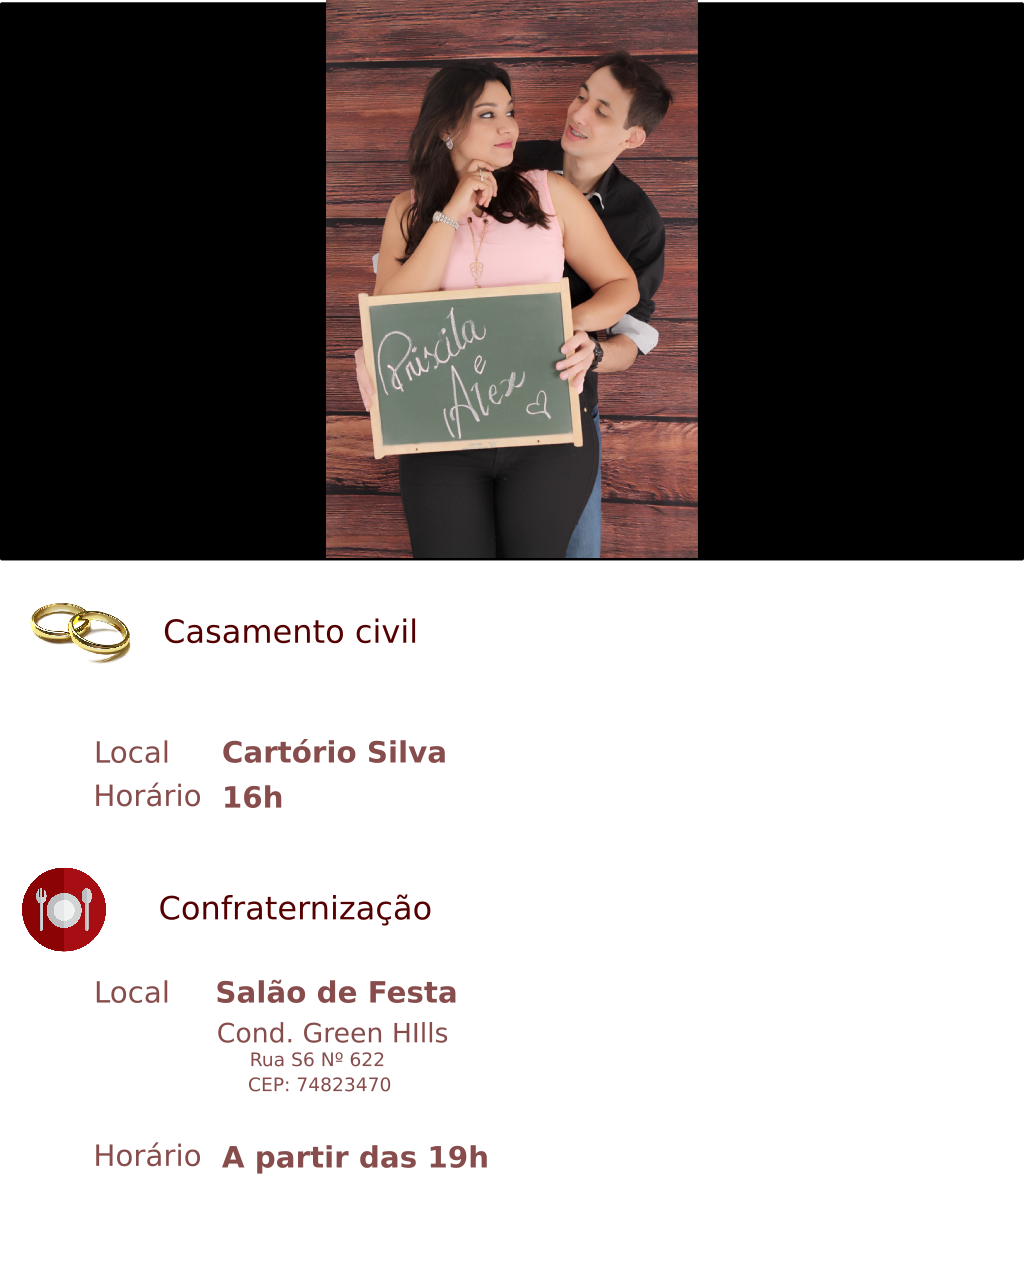 Priscila
e
Alex
Casamento civil
Local Cartório Silva
Horário 16h
Confraternização
Local Salão de Festa
Cond. Green HIlls
Rua S6 Nº 622
CEP: 74823470
Horário A partir das 19h